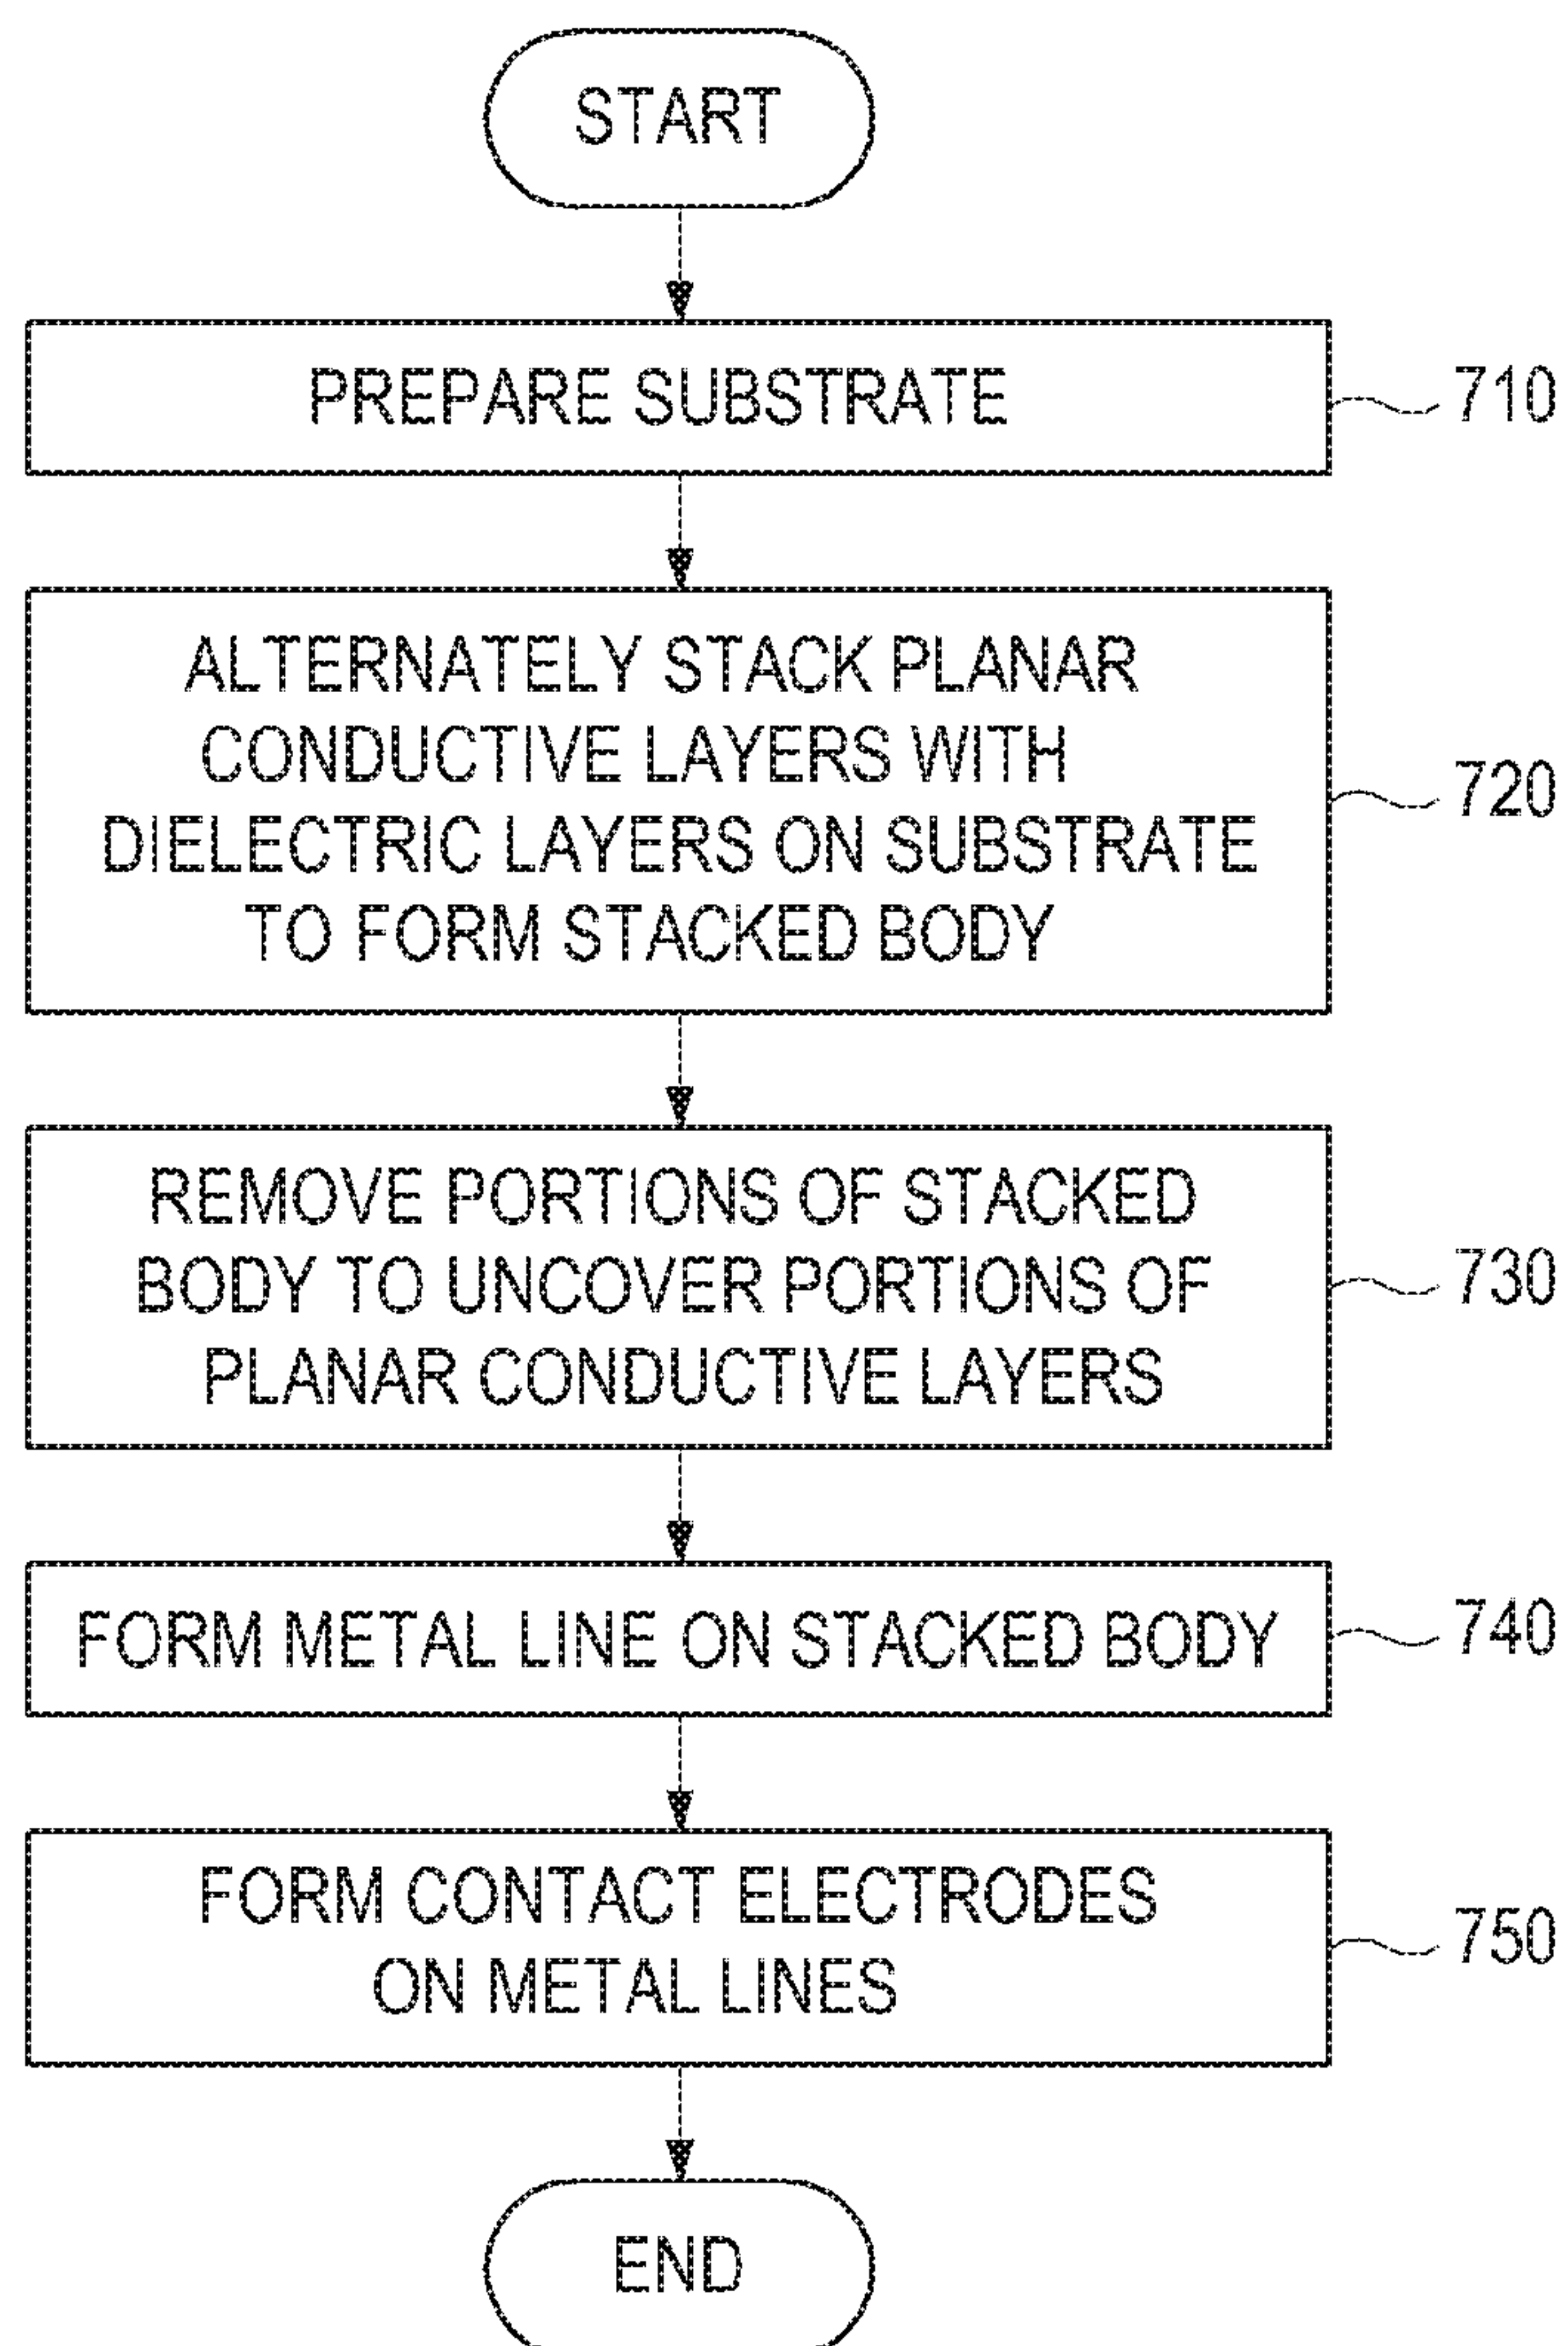 START
PREPARE SUBSTRATE
710
ALTERNATELY STACK PLANAR
CONDUCTIVE LAYERS WITH
DIELECTRIC LAYERS ON SUBSTRATE
TO FORM STACKED BODY
720
REMOVE PORTIONS OF STACKED
BODY TO UNCOVER PORTIONS OF
PLANAR CONDUCTIVE LAYERS
730
FORM METAL LINE ON STACKED BODY
740
FORM CONTACT ELECTRODES
ON METAL LINES
750
END